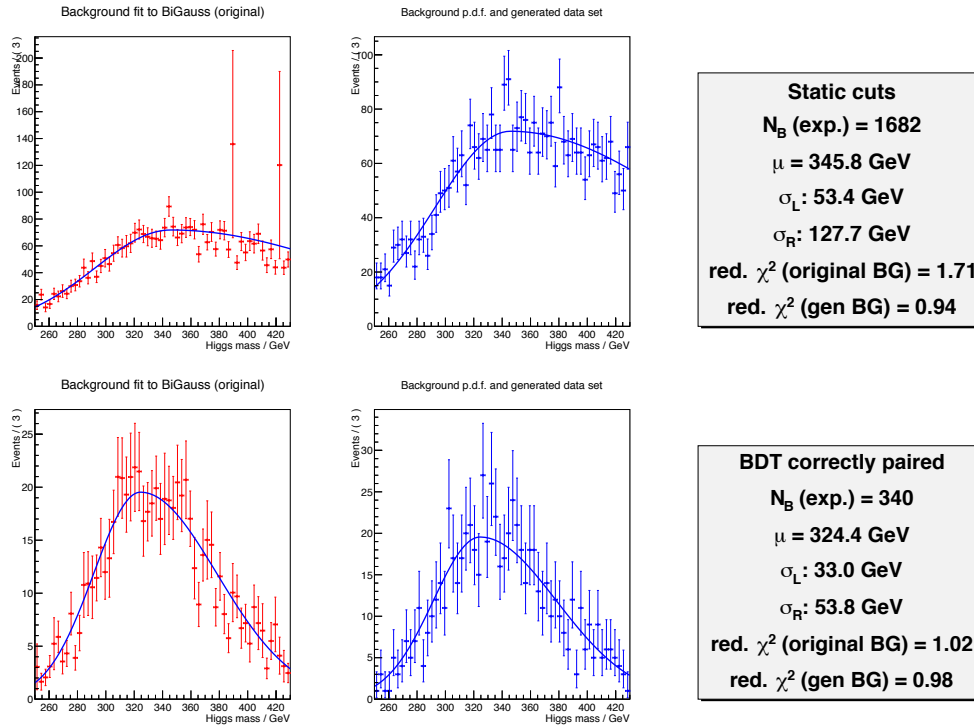 Background fit to BiGauss (original)
Events / ( 3 )
200
180
160
140
120
100
80
60
40
20
0
260 280 300 320 340 360 380 400 420
Higgs mass / GeV
Background p.d.f. and generated data set
Events / ( 3 )
100
80
60
40
20
0
260 280 300 320 340 360 380 400 420
Higgs mass / GeV
Static cuts
N_B (exp.) = 1682
μ = 345.8 GeV
σ_L: 53.4 GeV
σ_R: 127.7 GeV
red. χ² (original BG) = 1.71
red. χ² (gen BG) = 0.94
Background fit to BiGauss (original)
Events / ( 3 )
25
20
15
10
5
0
260 280 300 320 340 360 380 400 420
Higgs mass / GeV
Background p.d.f. and generated data set
Events / ( 3 )
30
25
20
15
10
5
0
260 280 300 320 340 360 380 400 420
Higgs mass / GeV
BDT correctly paired
N_B (exp.) = 340
μ = 324.4 GeV
σ_L: 33.0 GeV
σ_R: 53.8 GeV
red. χ² (original BG) = 1.02
red. χ² (gen BG) = 0.98